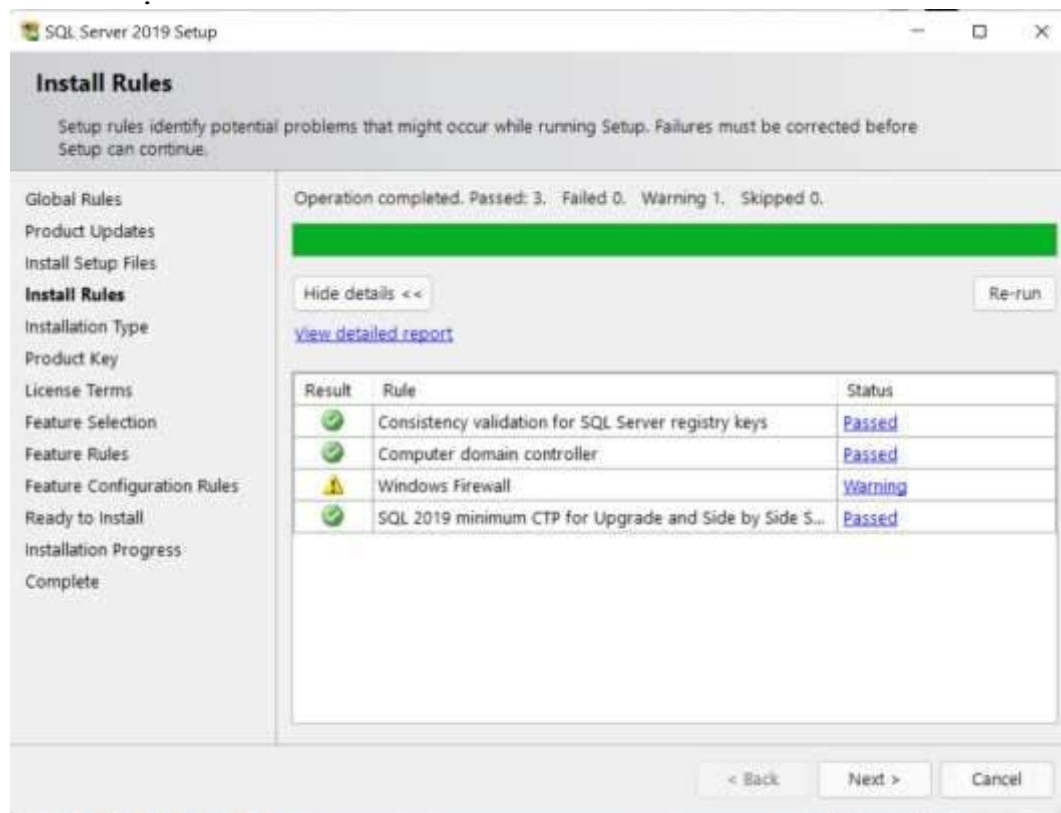 SQL Server 2019 Setup
Install Rules
Setup rules identify potential problems that might occur while running Setup. Failures must be corrected before
Setup can continue.
Global Rules
Product Updates
Install Setup Files
Install Rules
Installation Type
Product Key
License Terms
Feature Selection
Feature Rules
Feature Configuration Rules
Ready to Install
Installation Progress
Complete
Operation completed. Passed: 3. Failed 0. Warning 1. Skipped 0.
Hide details <<
Re-run
View detailed report
Result Rule Status
Consistency validation for SQL Server registry keys Passed
Computer domain controller Passed
Windows Firewall Warning
SQL 2019 minimum CTP for Upgrade and Side by Side S... Passed
< Back Next > Cancel